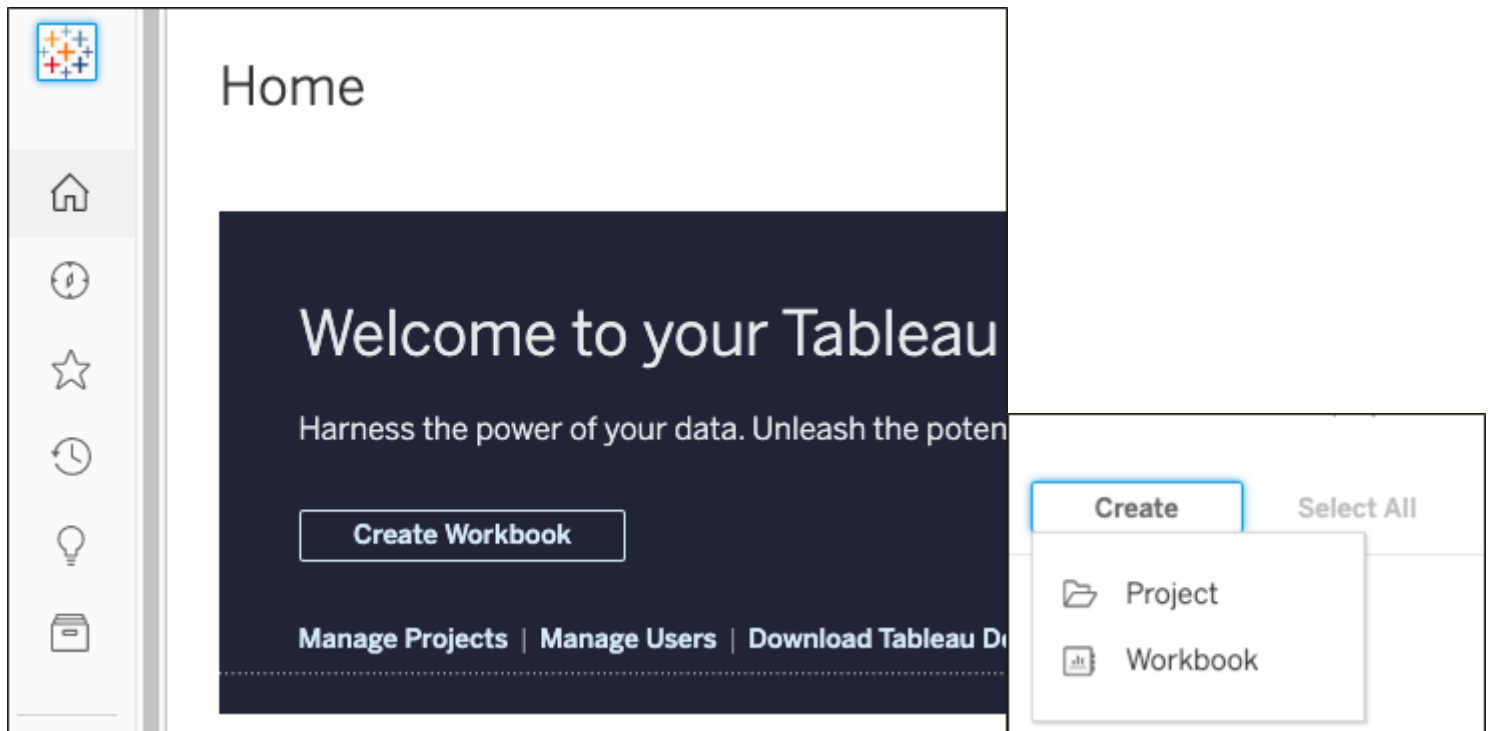 Home
Welcome to your Tableau
Harness the power of your data. Unleash the poten
Create Workbook
Manage Projects | Manage Users | Download Tableau De
Create Select All
Project
Workbook